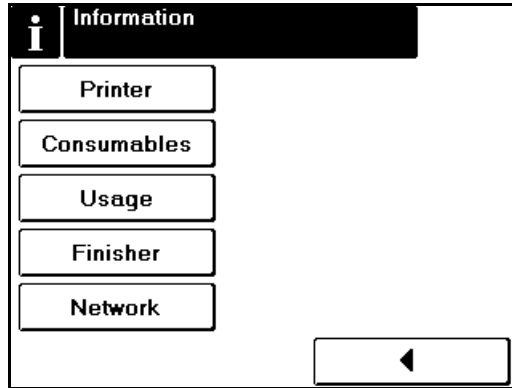 i
Information
Printer
Consumables
Usage
Finisher
Network